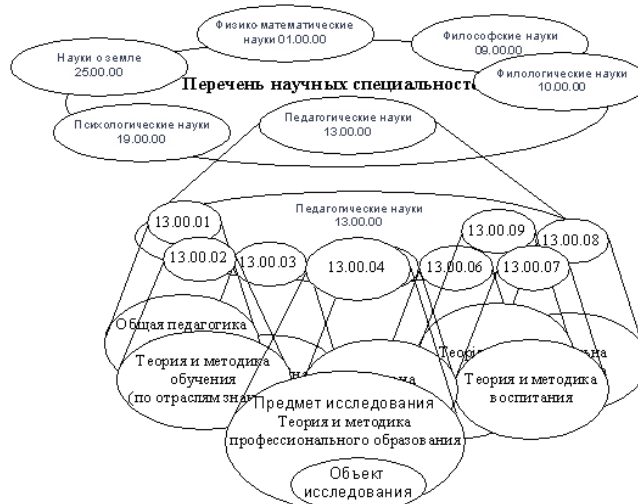 Физико математические
науки 01.00.00
Философские науки
09.00.00
Науки о земле
25.00.00
Филологические науки
10.00.00
Перечень научных
Психологические науки
19.00.00
Педагогические науки
13.00.00
Педагогические науки
13.00.00
13.00.01
13.00.02
13.00.03
13.00.04
13.00.06
13.00.09
13.00.07
13.00.08
Общая педагогика
Теория и методика
обучения
(по отраслям
Теория и методика
воспитания
Предмет исследования
Теория и методика
профессионального образования
Объект
исследования